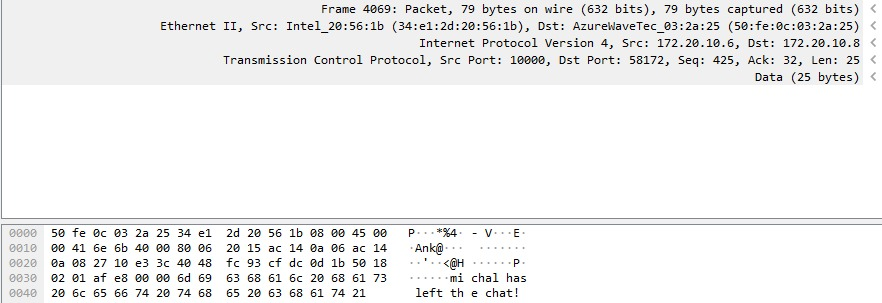 Frame 4069: Packet, 79 bytes on wire (632 bits), 79 bytes captured (632 bits)
Ethernet II, Src: Intel_20:56:1b (34:e1:2d:20:56:1b), Dst: AzureWaveTec_03:2a:25 (50:fe:0c:03:2a:25)
Internet Protocol Version 4, Src: 172.20.10.6, Dst: 172.20.10.8
Transmission Control Protocol, Src Port: 10000, Dst Port: 58172, Seq: 425, Ack: 32, Len: 25
Data (25 bytes)
0000 50 fe 0c 03 2a 25 34 e1 2d 20 56 1b 08 00 45 00 P···*%4· - V···E·
0010 00 41 6e 6b 40 00 80 06 20 15 ac 14 0a 06 ac 14 ·Ank@··· ·······
0020 0a 08 27 10 e3 3c 40 48 fc 93 cf dc 0d 1b 50 18 ··'··<@H ······P·
0030 02 01 af e8 00 00 6d 69 63 68 61 6c 20 68 61 73 ······mi chal has
0040 20 6c 65 66 74 20 74 68 65 20 63 68 61 74 21 left th e chat!